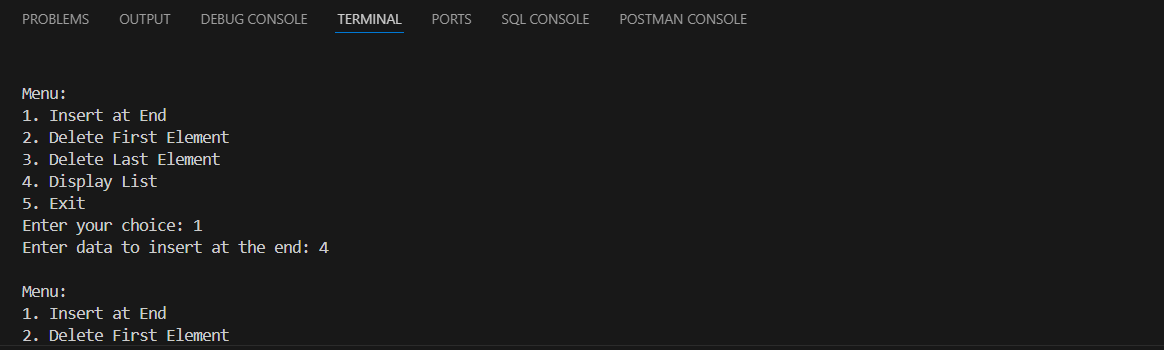 PROBLEMS OUTPUT DEBUG CONSOLE TERMINAL PORTS SQL CONSOLE POSTMAN CONSOLE
Menu:
1. Insert at End
2. Delete First Element
3. Delete Last Element
4. Display List
5. Exit
Enter your choice: 1
Enter data to insert at the end: 4
Menu:
1. Insert at End
2. Delete First Element